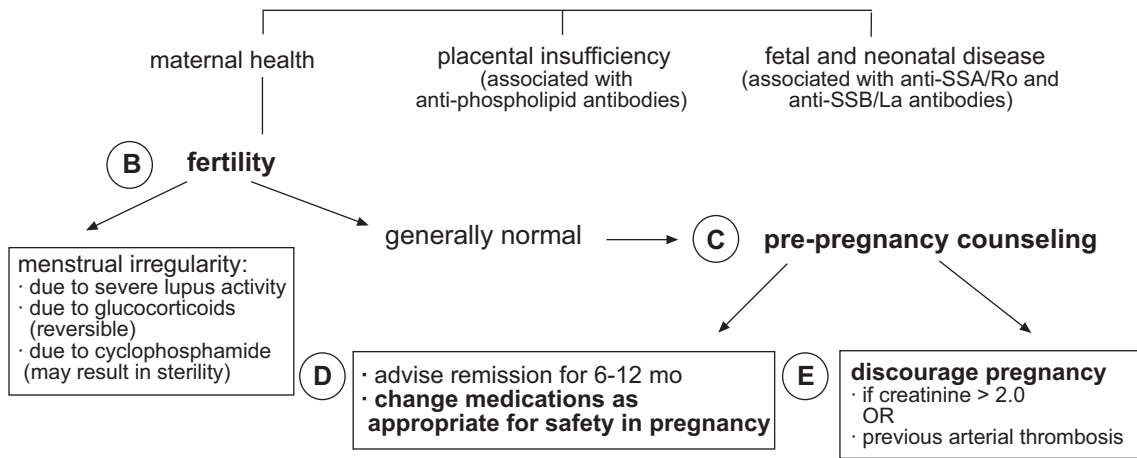 maternal health
placental insufficiency
(associated with
anti-phospholipid antibodies)
fetal and neonatal disease
(associated with anti-SSA/Ro and
anti-SSB/La antibodies)
B
fertility
generally normal
C
pre-pregnancy counseling
menstrual irregularity:
· due to severe lupus activity
· due to glucocorticoids
(reversible)
· due to cyclophosphamide
(may result in sterility)
D
· advise remission for 6-12 mo
· change medications as
appropriate for safety in pregnancy
E
discourage pregnancy
· if creatinine > 2.0
OR
· previous arterial thrombosis